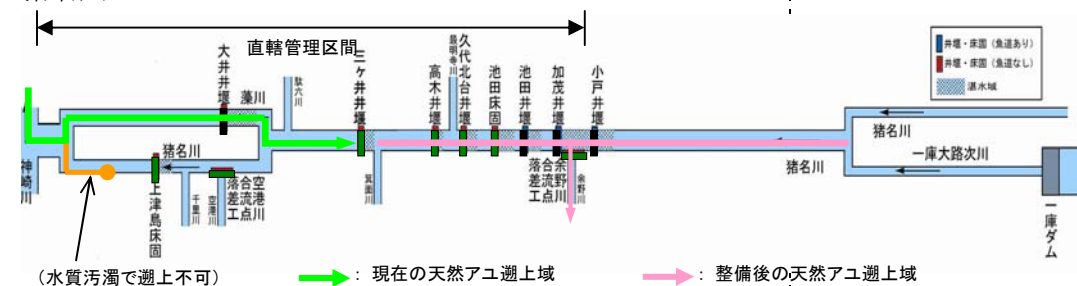 直轄管理区間
大井井堰
藻川
駄六川
三ヶ井井堰
高木井堰
最明寺川
久代北台井堰
池田床固
池田井堰
加茂井堰
小戸井堰
井堰・床固(魚道あり)
井堰・床固(魚道なし)
湛水域
猪名川
一庫大路次川
猪名川
一庫ダム
神崎川
猪名川
上津島床固
千里川
空港川
空港川
合流点
落差工
箕面川
余野川
合流点
落差工
余野川
(水質汚濁で遡上不可)
: 現在の天然アユ遡上域
: 整備後の天然アユ遡上域